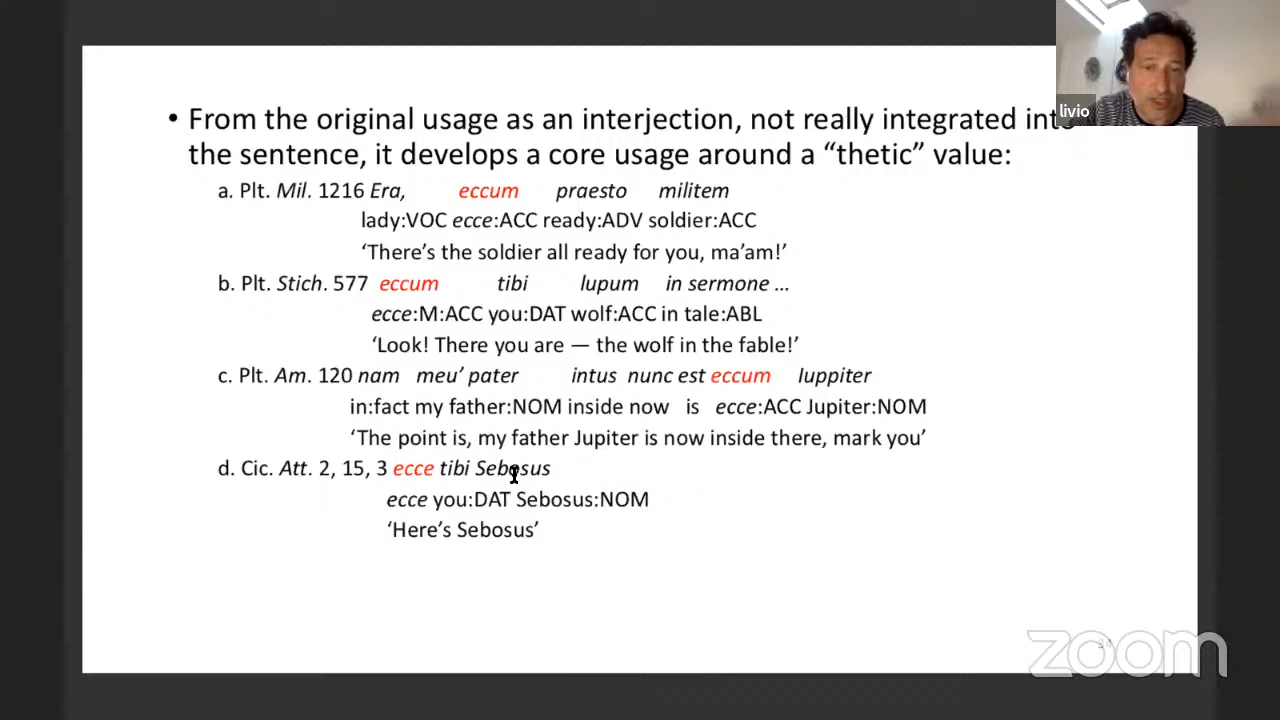 • From the original usage as an interjection, not really integrated into
the sentence, it develops a core usage around a “thetic” value:
a. Plt. Mil. 1216 Era, eccum praesto militem
lady:VOC ecce:ACC ready:ADV soldier:ACC
‘There’s the soldier all ready for you, ma’am!’
b. Plt. Stich. 577 eccum tibi lupum in sermone ...
ecce:M:ACC you:DAT wolf:ACC in tale:ABL
‘Look! There you are — the wolf in the fable!’
c. Plt. Am. 120 nam meu’ pater intus nunc est eccum Iuppiter
in:fact my father:NOM inside now is ecce:ACC Jupiter:NOM
‘The point is, my father Jupiter is now inside there, mark you’
d. Cic. Att. 2, 15, 3 ecce tibi Sebosus
ecce you:DAT Sebosus:NOM
‘Here’s Sebosus’
livio
zoom